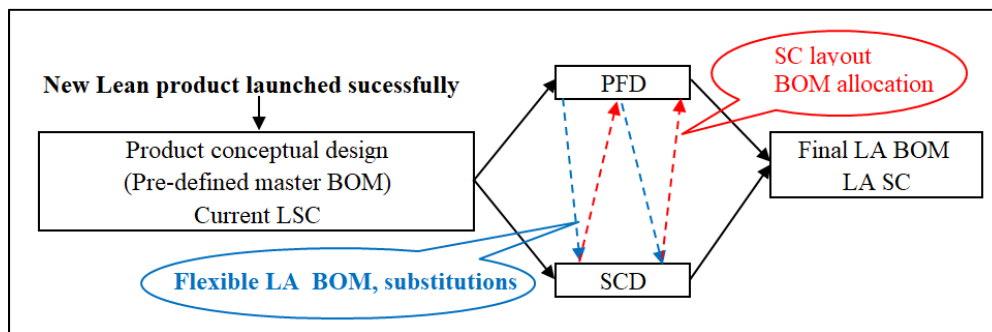 New Lean product launched sucessfully
Product conceptual design
(Pre-defined master BOM)
Current LSC
PFD
SC layout
BOM allocation
Final LA BOM
LA SC
Flexible LA BOM, substitutions
SCD